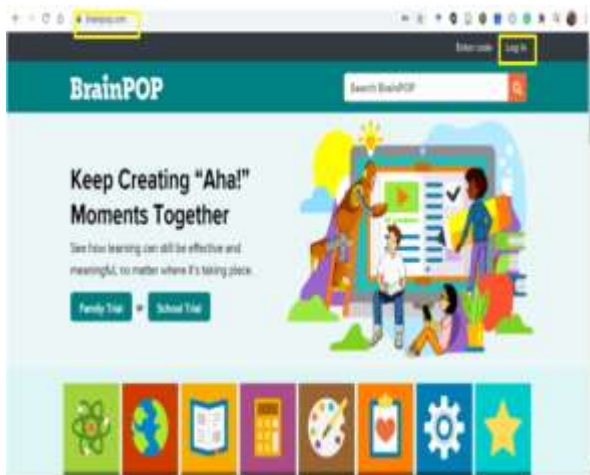 brainpop.com
Enter code Log In
BrainPOP
Search BrainPOP
Keep Creating “Aha!”
Moments Together
See how learning can still be effective and
meaningful, no matter where it's taking place.
Family Trial or School Trial